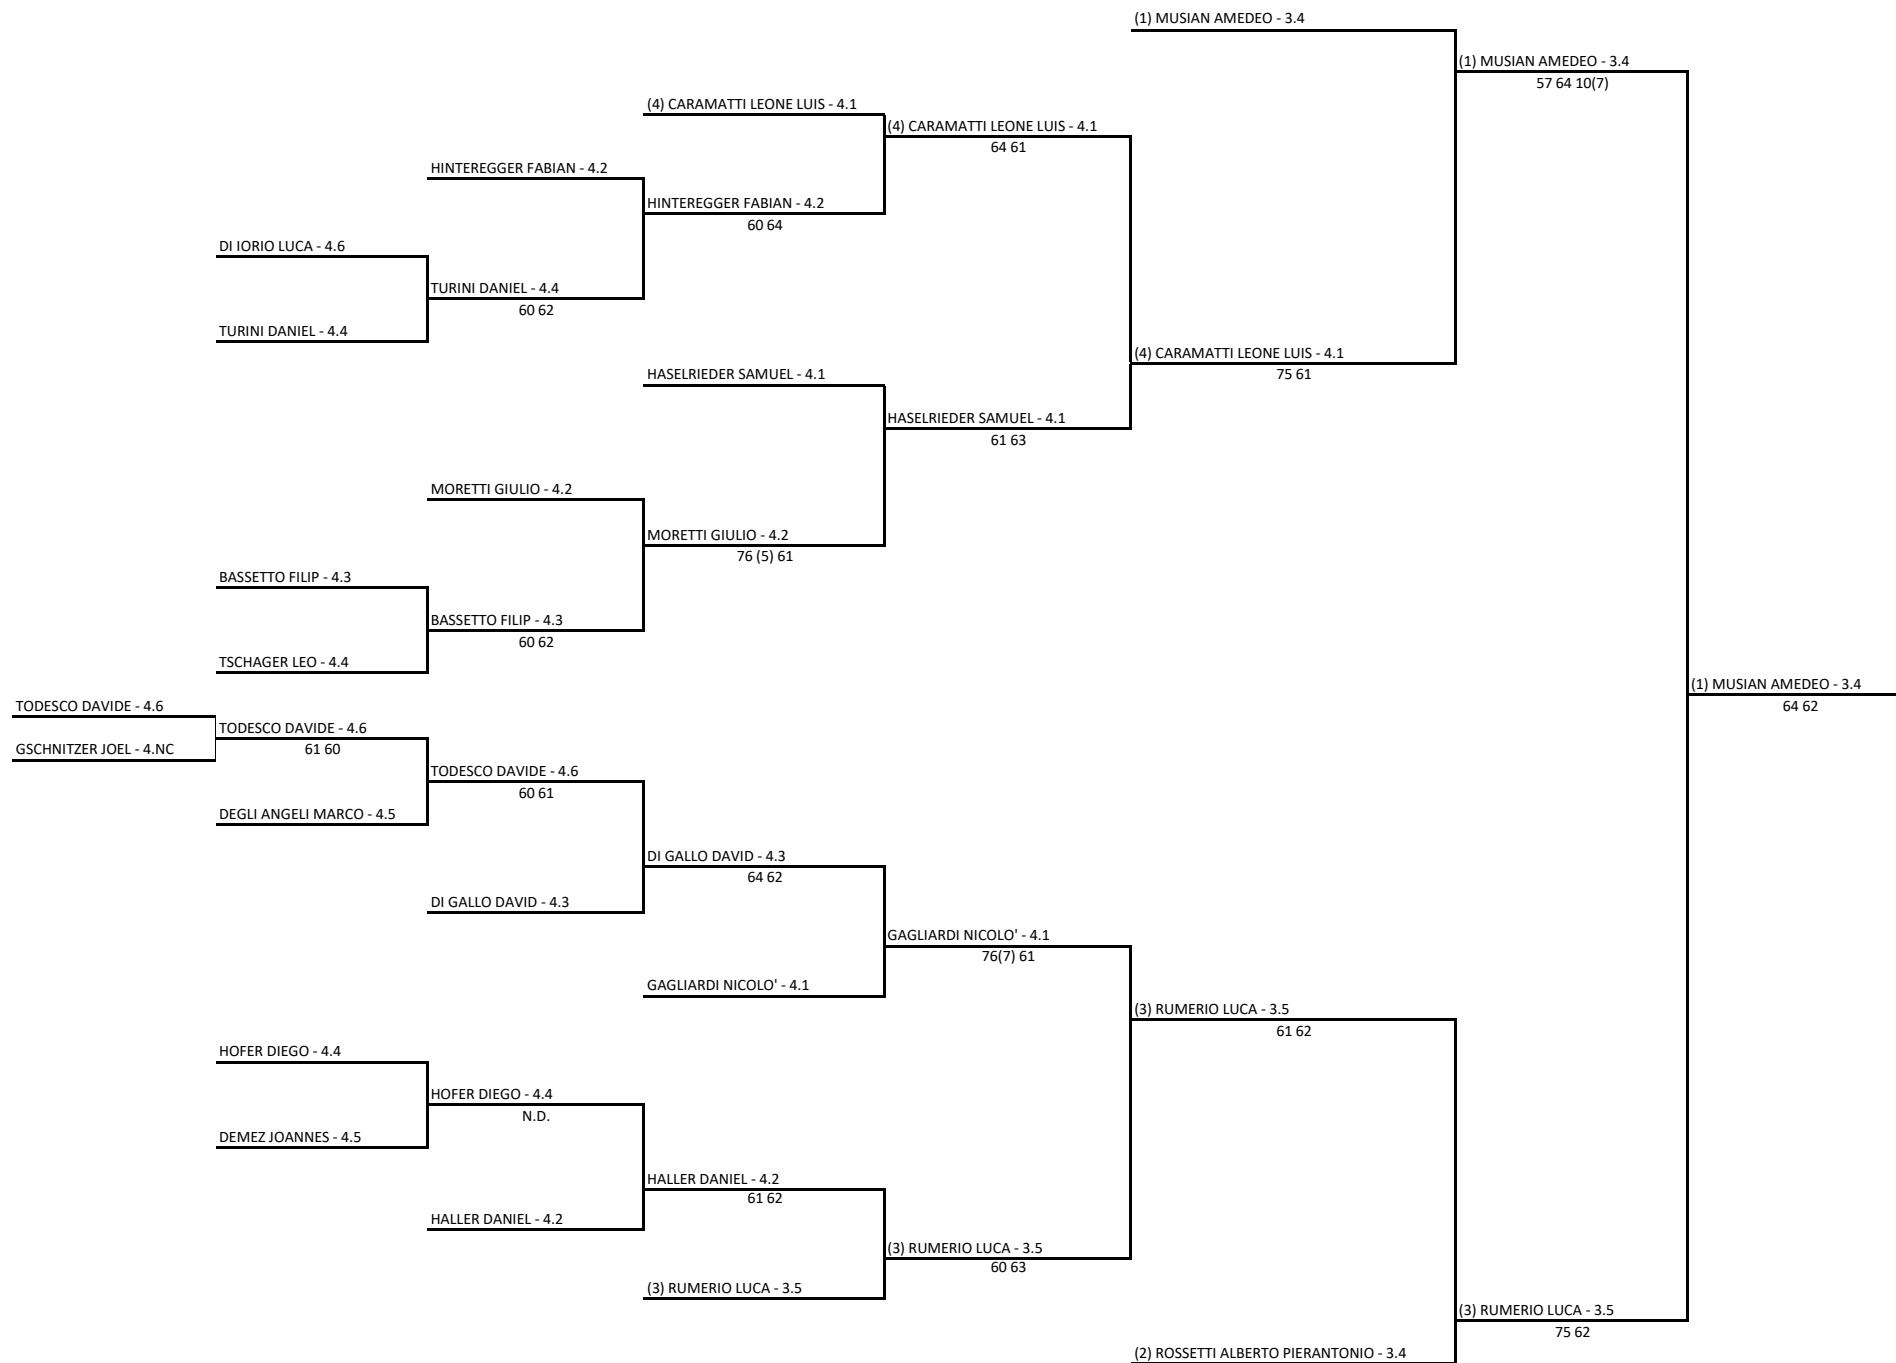 (1) MUSIAN AMEDEO - 3.4
(1) MUSIAN AMEDEO - 3.4
57 64 10(7)
(4) CARAMATTI LEONE LUIS - 4.1
(4) CARAMATTI LEONE LUIS - 4.1
64 61
HINTEREGGER FABIAN - 4.2
HINTEREGGER FABIAN - 4.2
60 64
DI IORIO LUCA - 4.6
TURINI DANIEL - 4.4
60 62
TURINI DANIEL - 4.4
(4) CARAMATTI LEONE LUIS - 4.1
75 61
HASELRIEDER SAMUEL - 4.1
HASELRIEDER SAMUEL - 4.1
61 63
MORETTI GIULIO - 4.2
MORETTI GIULIO - 4.2
76 (5) 61
BASSETTO FILIP - 4.3
BASSETTO FILIP - 4.3
60 62
TSCHAGER LEO - 4.4
(1) MUSIAN AMEDEO - 3.4
64 62
TODESCO DAVIDE - 4.6
TODESCO DAVIDE - 4.6
61 60
GSCHNITZER JOEL - 4.NC
TODESCO DAVIDE - 4.6
60 61
DEGLI ANGELI MARCO - 4.5
DI GALLO DAVID - 4.3
64 62
DI GALLO DAVID - 4.3
GAGLIARDI NICOLO' - 4.1
76(7) 61
GAGLIARDI NICOLO' - 4.1
(3) RUMERIO LUCA - 3.5
61 62
HOFER DIEGO - 4.4
HOFER DIEGO - 4.4
N.D.
DEMEZ JOANNES - 4.5
HALLER DANIEL - 4.2
61 62
HALLER DANIEL - 4.2
(3) RUMERIO LUCA - 3.5
60 63
(3) RUMERIO LUCA - 3.5
(3) RUMERIO LUCA - 3.5
75 62
(2) ROSSETTI ALBERTO PIERANTONIO - 3.4